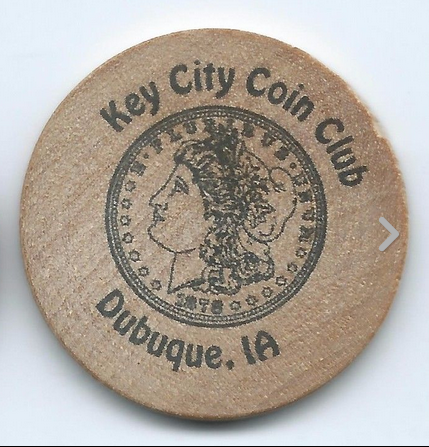 Key City Coin Club
E·PLURIBUS·UNUM
1878
Dubuque, IA